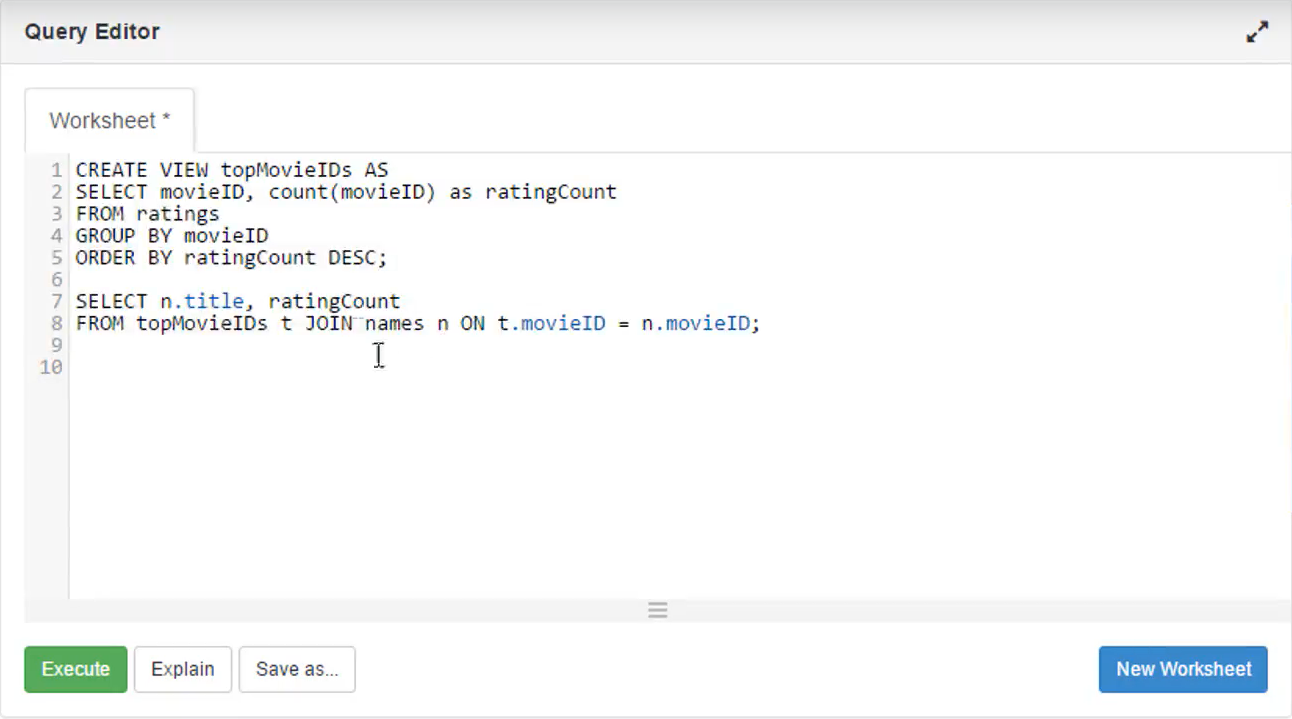 Query Editor
Worksheet *
1 CREATE VIEW topMovieIDs AS
2 SELECT movieID, count(movieID) as ratingCount
3 FROM ratings
4 GROUP BY movieID
5 ORDER BY ratingCount DESC;
6
7 SELECT n.title, ratingCount
8 FROM topMovieIDs t JOIN names n ON t.movieID = n.movieID;
9
10
Execute Explain Save as... New Worksheet